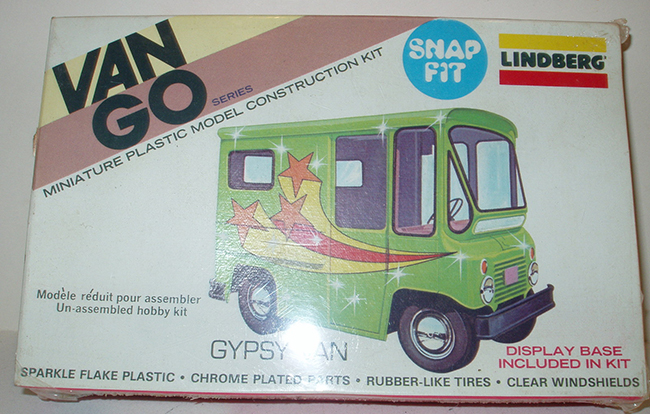 VAN
GO SERIES
MINIATURE PLASTIC MODEL CONSTRUCTION KIT
SNAP
FIT
LINDBERG
Modèle réduit pour assembler
Un-assembled hobby kit
GYPSY VAN
DISPLAY BASE
INCLUDED IN KIT
SPARKLE FLAKE PLASTIC • CHROME PLATED PARTS • RUBBER-LIKE TIRES • CLEAR WINDSHIELDS